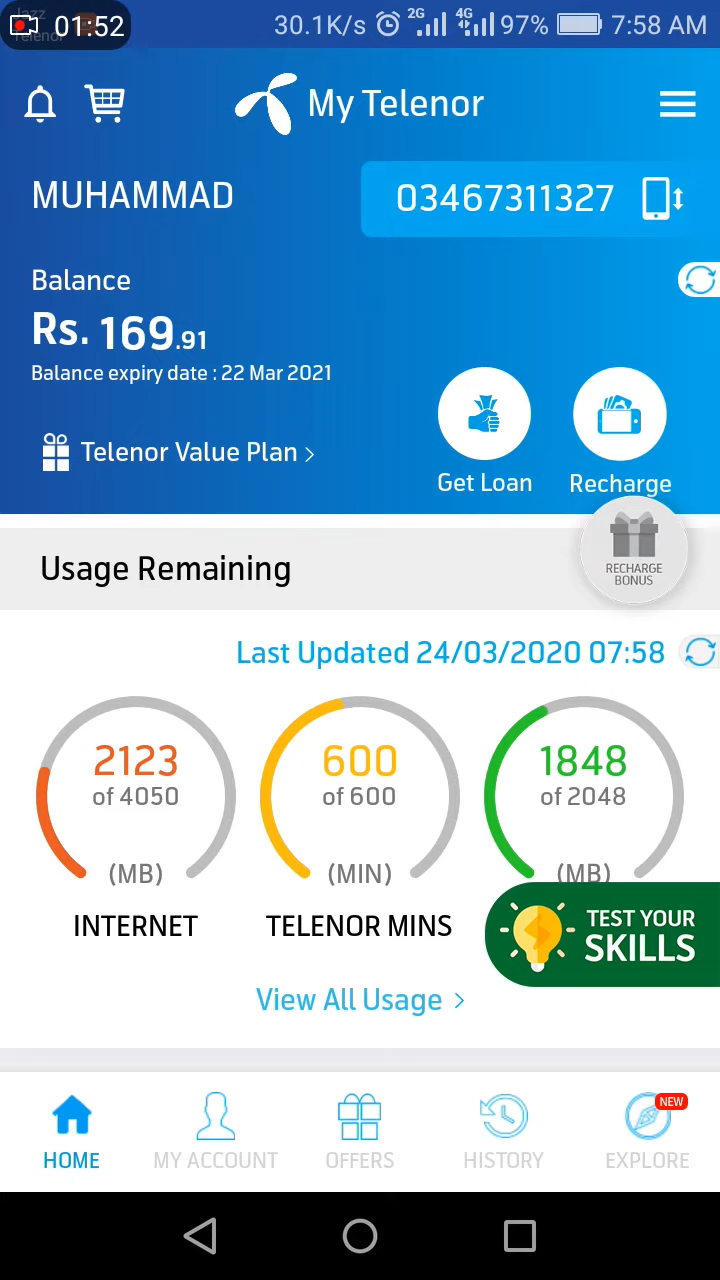 Jazz
Telenor
01:52
30.1K/s 2G 4G 97% 7:58 AM
My Telenor
MUHAMMAD
03467311327
Balance
Rs. 169.91
Balance expiry date : 22 Mar 2021
Telenor Value Plan >
Get Loan
Recharge
RECHARGE
BONUS
Usage Remaining
Last Updated 24/03/2020 07:58
2123
of 4050
(MB)
INTERNET
600
of 600
(MIN)
TELENOR MINS
1848
of 2048
(MB)
TEST YOUR
SKILLS
View All Usage >
HOME
MY ACCOUNT
OFFERS
HISTORY
NEW
EXPLORE